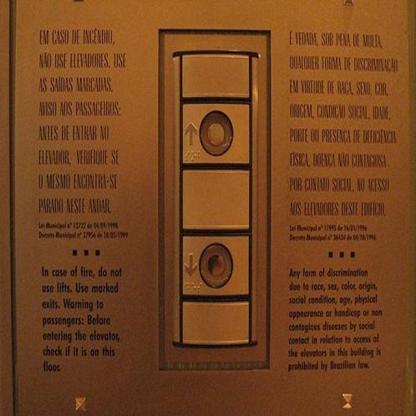 EM CASO DE INCÊNDIO,
NÃO USE ELEVADORES, USE
AS SAÍDAS MARCADAS.
AVISO AOS PASSAGEIROS:
ANTES DE ENTRAR NO
ELEVADOR, VERIFIQUE SE
O MESMO ENCONTRA-SE
PARADO NESTE ANDAR.
Lei Municipal nº 12722 de 04/09/1998
Decreto Municipal nº 37956 de 10/05/1999
In case of fire, do not
use lifts. Use marked
exits. Warning to
passengers: Before
entering the elevator,
check if it is on this
floor.
É VEDADA, SOB PENA DE MULTA,
QUALQUER FORMA DE DISCRIMINAÇÃO
EM VIRTUDE DE RAÇA, SEXO, COR,
ORIGEM, CONDIÇÃO SOCIAL, IDADE,
PORTE OU PRESENÇA DE DEFICIÊNCIA
FÍSICA, DOENÇA NÃO CONTAGIOSA
POR CONTATO SOCIAL, NO ACESSO
AOS ELEVADORES DESTE EDIFÍCIO.
Lei Municipal nº 11995 de 16/01/1996
Decreto Municipal nº 36434 de 04/10/1996
Any form of discrimination
due to race, sex, color, origin,
social condition, age, physical
appearance or handicap or non
contagious diseases by social
contact in relation to access of
the elevators in this building is
prohibited by Brazilian law.